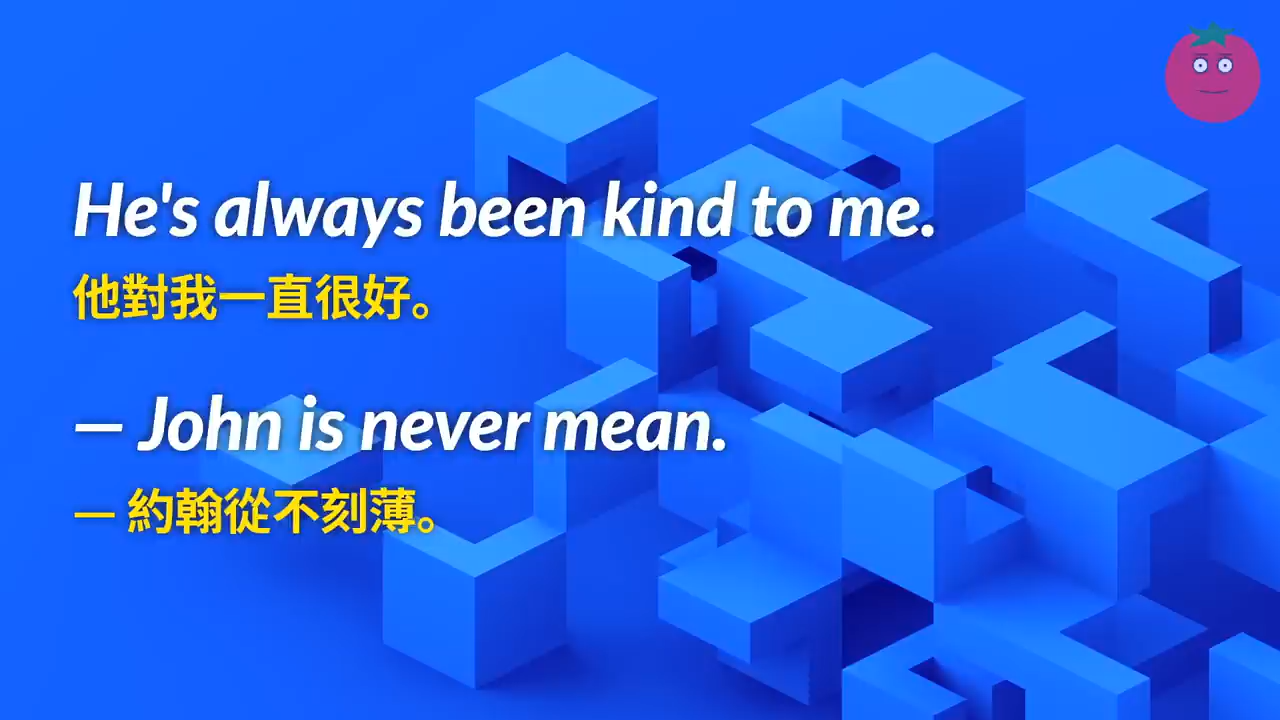 He's always been kind to me.
他對我一直很好。
— John is never mean.
— 約翰從不刻薄。